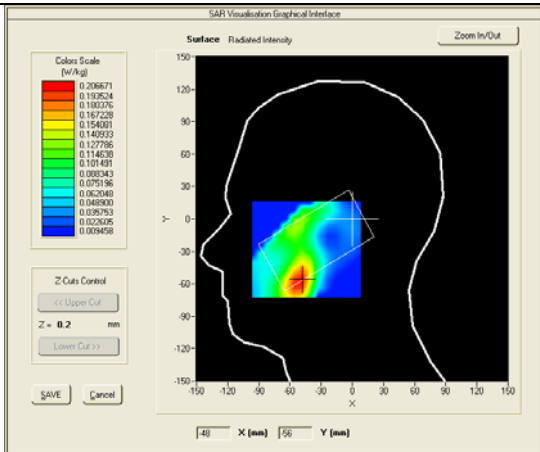 SAR Visualisation Graphical Interface
Surface Radiated Intensity
Zoom In/Out
Colors Scale
(W/kg)
0.206671
0.193524
0.180376
0.167228
0.154081
0.140933
0.127786
0.114638
0.101491
0.088343
0.075196
0.062048
0.048900
0.035753
0.022605
0.009458
Z-Cuts Control
<< Upper Cut
Z = 0.2 mm
Lower Cut >>
SAVE Cancel
150
120
90
60
30
0
-30
-60
-90
-120
-150
Y
-150 -120 -90 -60 -30 0 30 60 90 120 150
X
-48 X (mm) -56 Y (mm)